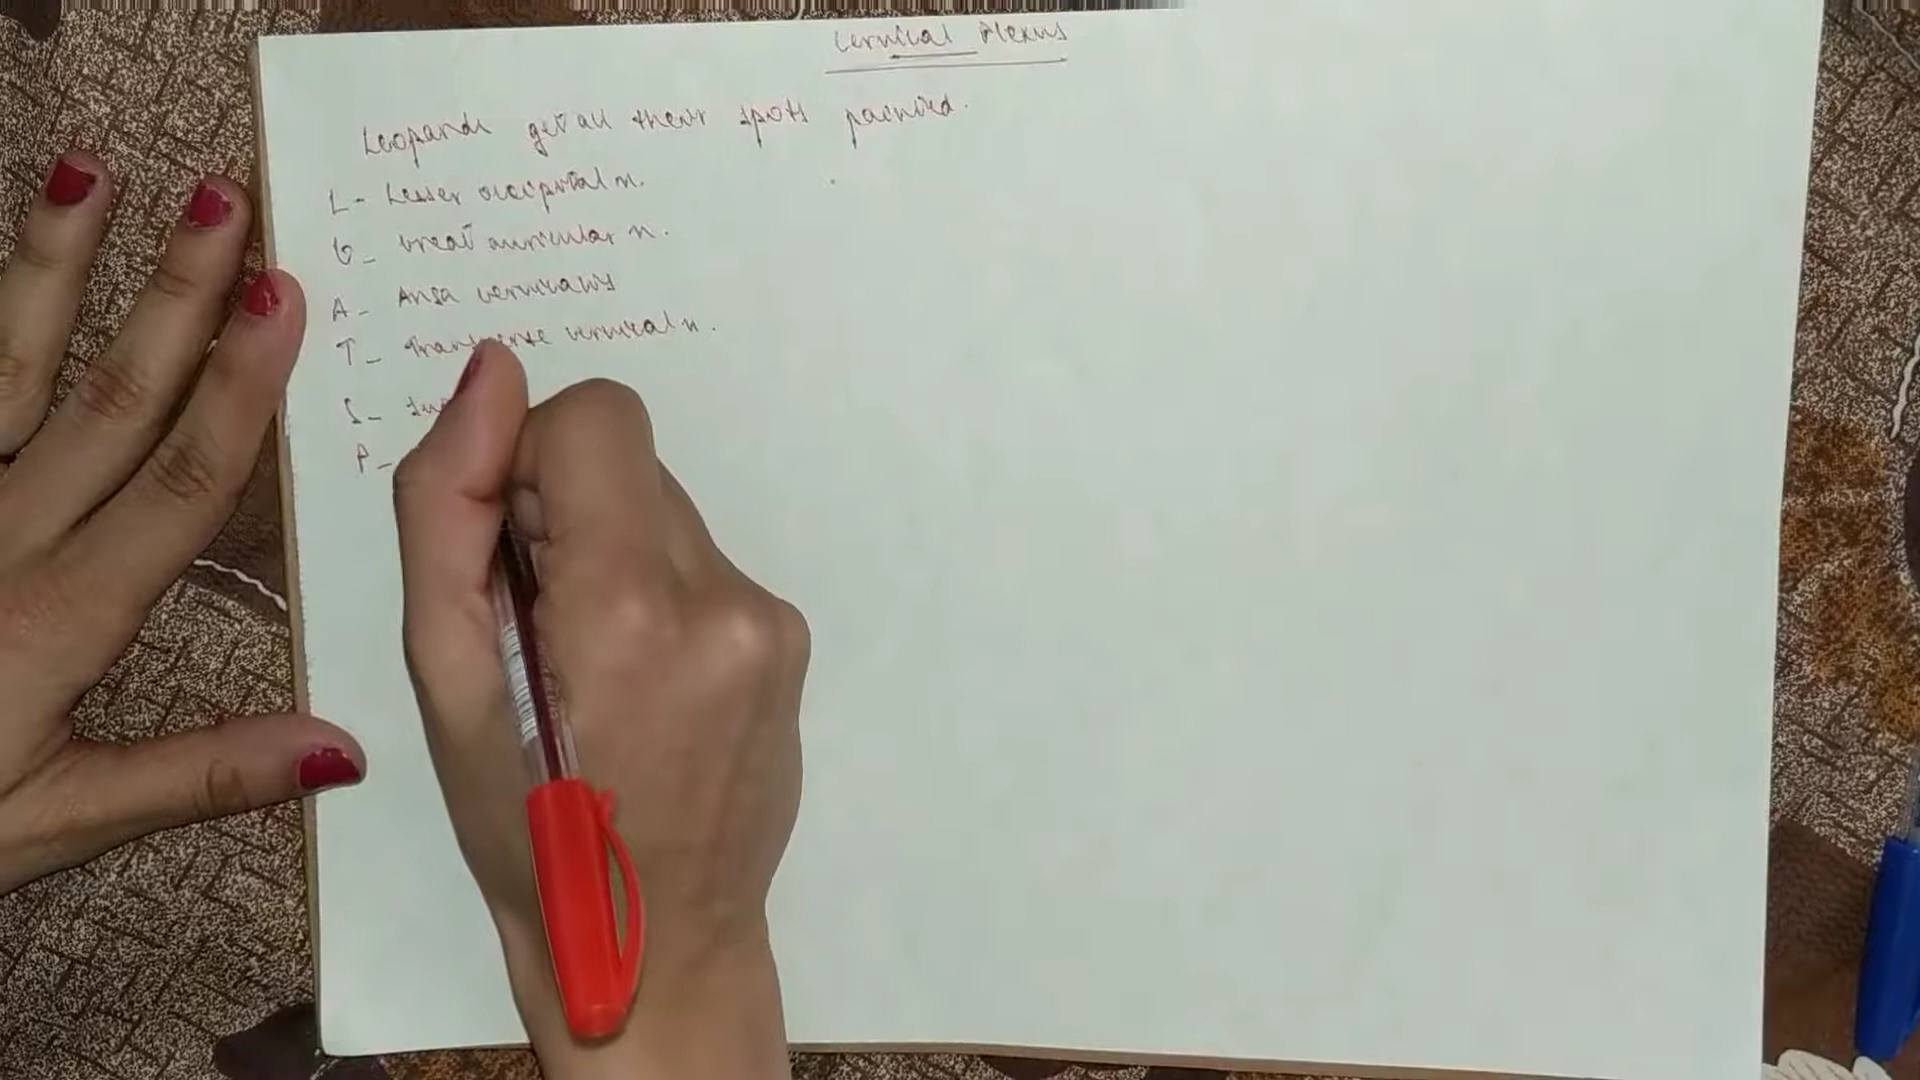 Cervical Plexus
Leopards get all their spots painted.
L - Lesser occipital n.
G - Great auricular n.
A - Ansa cervicalis
T - Transverse cervical n.
S -
P -